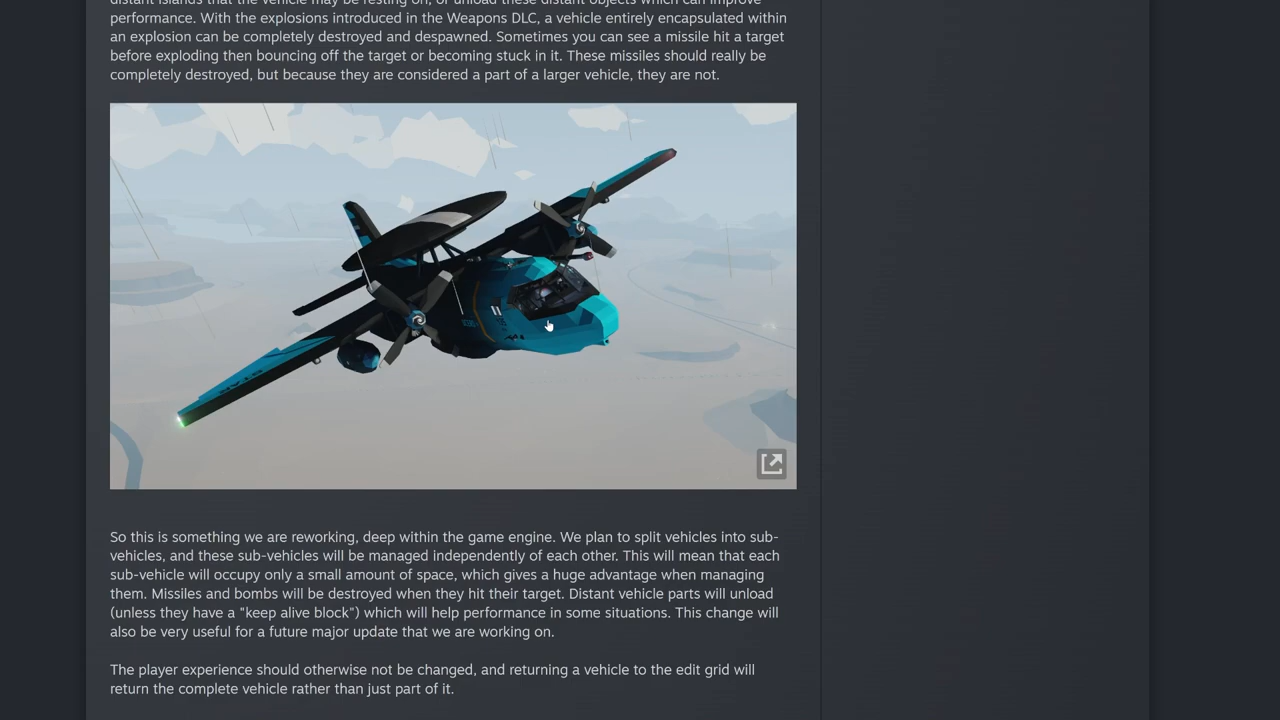 distant islands that the vehicle may be resting on, or unload these distant objects which can improve
performance. With the explosions introduced in the Weapons DLC, a vehicle entirely encapsulated within
an explosion can be completely destroyed and despawned. Sometimes you can see a missile hit a target
before exploding then bouncing off the target or becoming stuck in it. These missiles should really be
completely destroyed, but because they are considered a part of a larger vehicle, they are not.
So this is something we are reworking, deep within the game engine. We plan to split vehicles into sub-
vehicles, and these sub-vehicles will be managed independently of each other. This will mean that each
sub-vehicle will occupy only a small amount of space, which gives a huge advantage when managing
them. Missiles and bombs will be destroyed when they hit their target. Distant vehicle parts will unload
(unless they have a "keep alive block") which will help performance in some situations. This change will
also be very useful for a future major update that we are working on.
The player experience should otherwise not be changed, and returning a vehicle to the edit grid will
return the complete vehicle rather than just part of it.